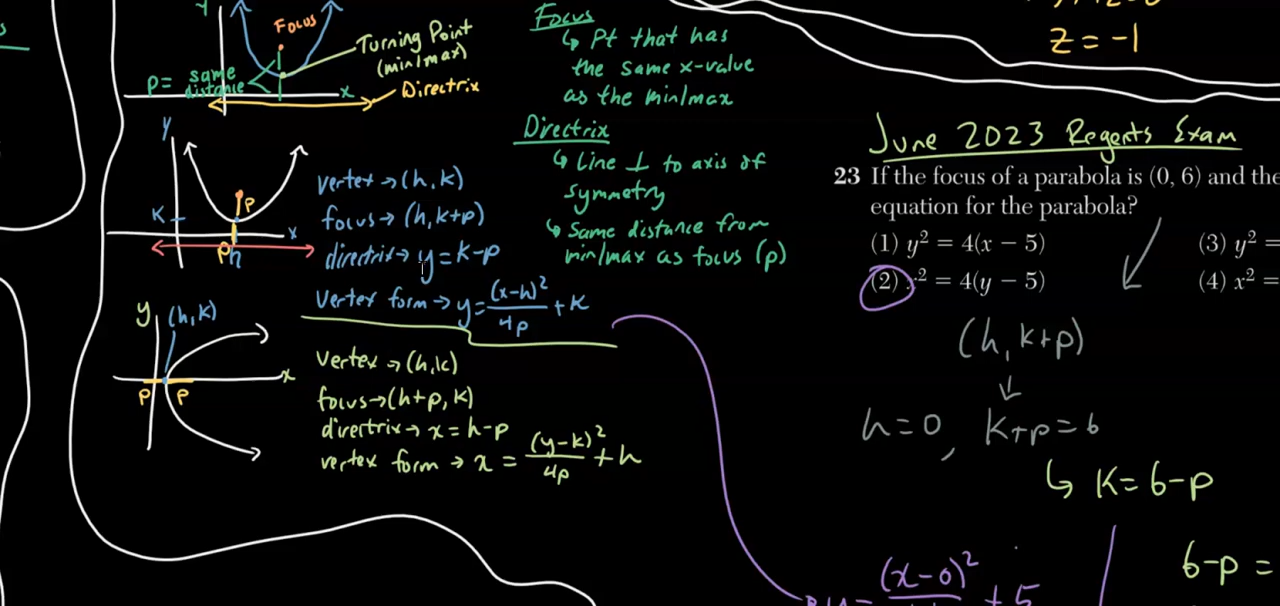 y
Focus
Turning Point
(min/max)
P = same
distance
x
Directrix
Focus
↳ Pt that has
the same x-value
as the min/max
Directrix
↳ Line ⊥ to axis of
symmetry
↳ Same distance from
min/max as focus (p)
y
K
P
x
P
h
vertex → (h, k)
focus → (h, k+p)
directrix → y = k-p
Vertex form → y = (x-h)²/4p + k
y
(h,k)
x
P P
Vertex → (h,k)
focus → (h+p, k)
dirertrix → x = h-p
vertex form → x = (y-k)²/4p + h
z = -1
June 2023 Regents Exam
23 If the focus of a parabola is (0, 6) and the
equation for the parabola?
(1) y² = 4(x − 5)
(3) y² =
(2) x² = 4(y − 5)
(4) x² =
(h, k+p)
↓
h=0, k+p=6
↳ K = 6-p
6-p =
(x-0)²
+ 5